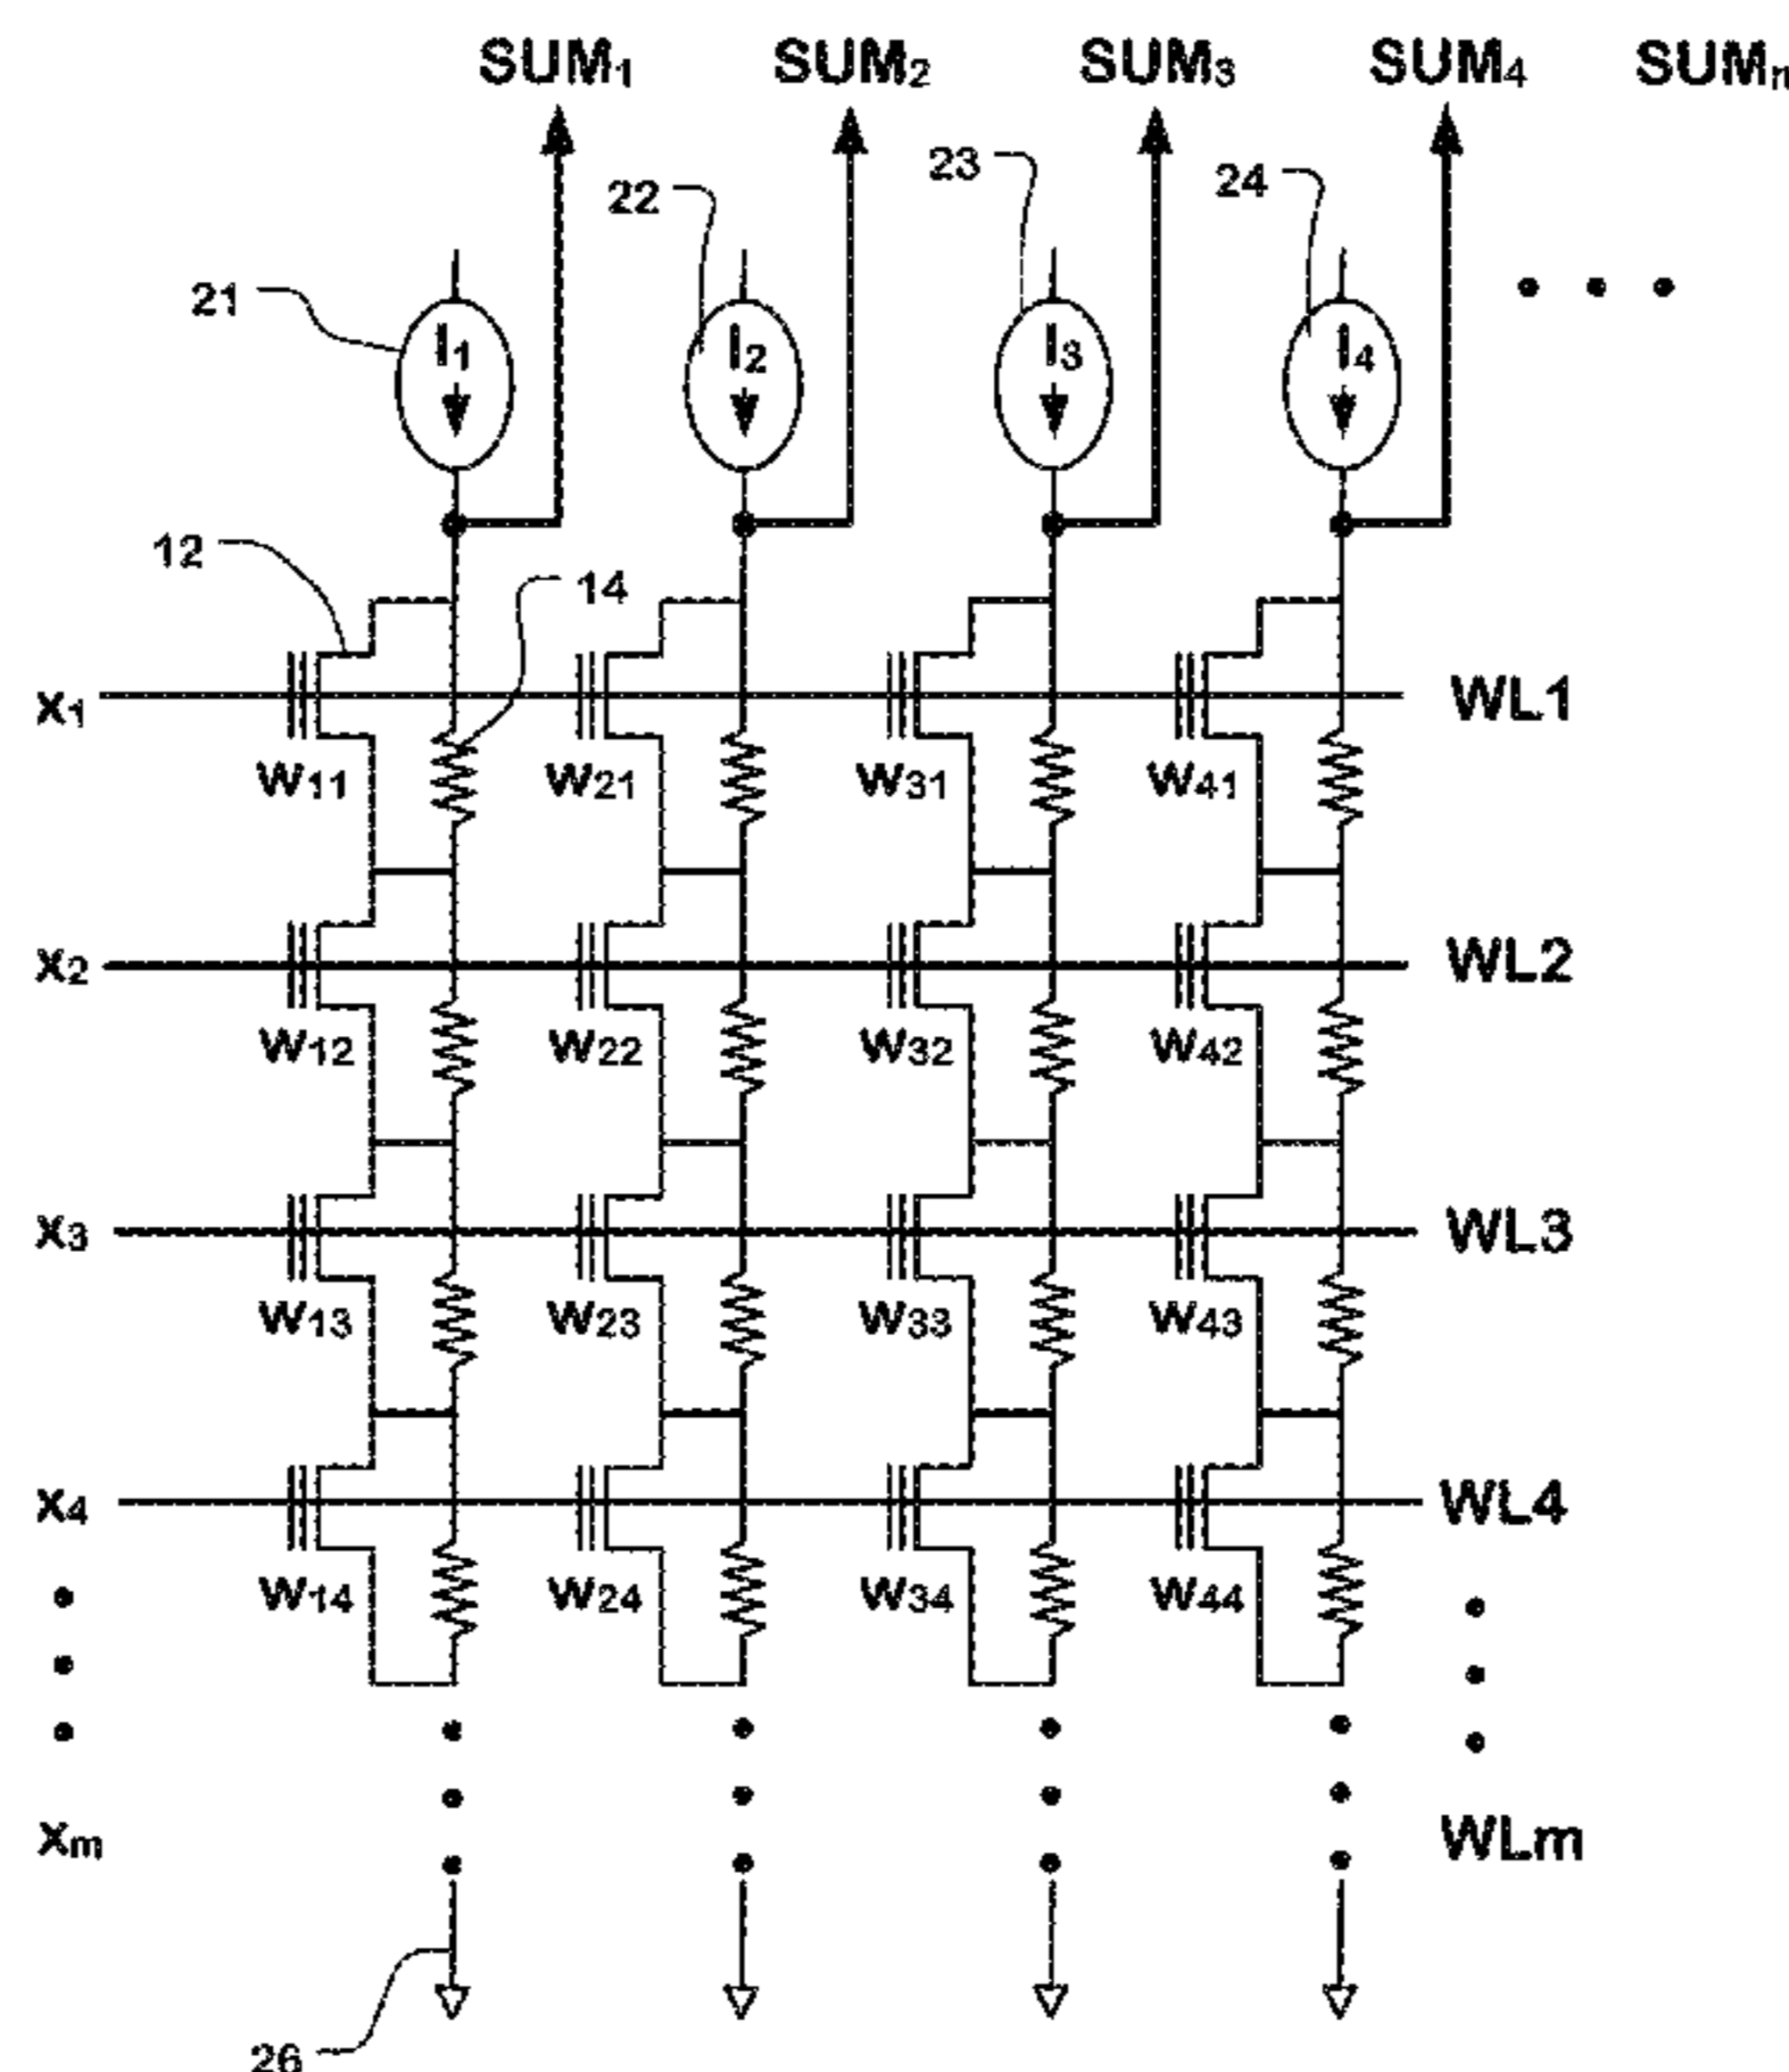 SUM₁ SUM₂ SUM₃ SUM₄ SUMₙ
23
22 24
21
I₁ I₂ I₃ I₄
12 14
X₁ WL1
W₁₁ W₂₁ W₃₁ W₄₁
X₂ WL2
W₁₂ W₂₂ W₃₂ W₄₂
X₃ WL3
W₁₃ W₂₃ W₃₃ W₄₃
X₄ WL4
W₁₄ W₂₄ W₃₄ W₄₄
Xₘ WLm
26